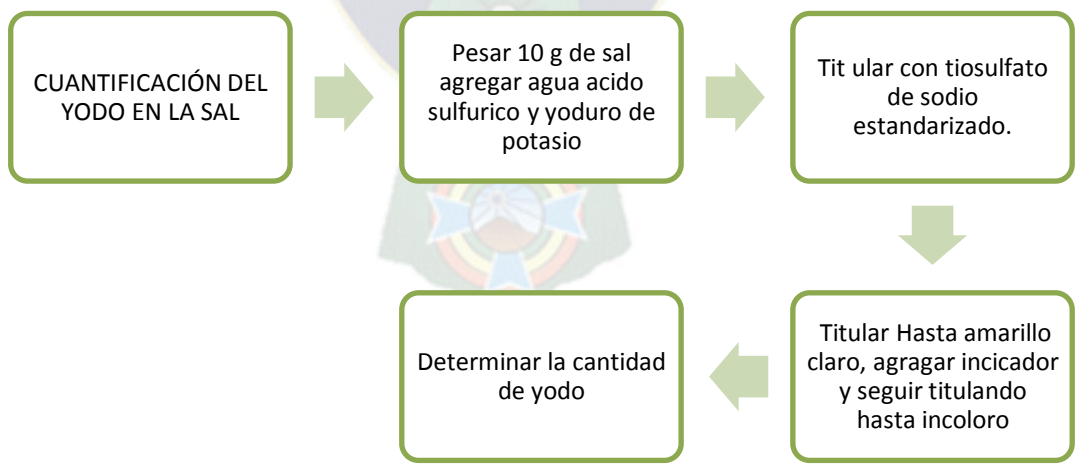 CUANTIFICACIÓN DEL
YODO EN LA SAL
Pesar 10 g de sal
agregar agua acido
sulfurico y yoduro de
potasio
Tit ular con tiosulfato
de sodio
estandarizado.
Titular Hasta amarillo
claro, agragar incicador
y seguir titulando
hasta incoloro
Determinar la cantidad
de yodo